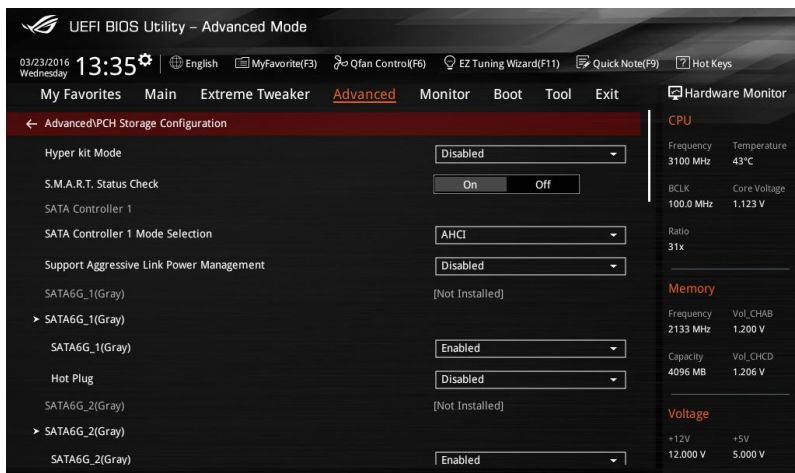 UEFI BIOS Utility – Advanced Mode
03/23/2016 Wednesday 13:35 English MyFavorite(F3) Qfan Control(F6) EZ Tuning Wizard(F11) Quick Note(F9) ? Hot Keys
My Favorites Main Extreme Tweaker Advanced Monitor Boot Tool Exit
← Advanced\PCH Storage Configuration
Hyper kit Mode Disabled
S.M.A.R.T. Status Check On Off
SATA Controller 1
SATA Controller 1 Mode Selection AHCI
Support Aggressive Link Power Management Disabled
SATA6G_1(Gray) [Not Installed]
➤ SATA6G_1(Gray)
SATA6G_1(Gray) Enabled
Hot Plug Disabled
SATA6G_2(Gray) [Not Installed]
➤ SATA6G_2(Gray)
SATA6G_2(Gray) Enabled
Hardware Monitor
CPU
Frequency Temperature
3100 MHz 43°C
BCLK Core Voltage
100.0 MHz 1.123 V
Ratio
31x
Memory
Frequency Vol_CHAB
2133 MHz 1.200 V
Capacity Vol_CHCD
4096 MB 1.206 V
Voltage
+12V +5V
12.000 V 5.000 V